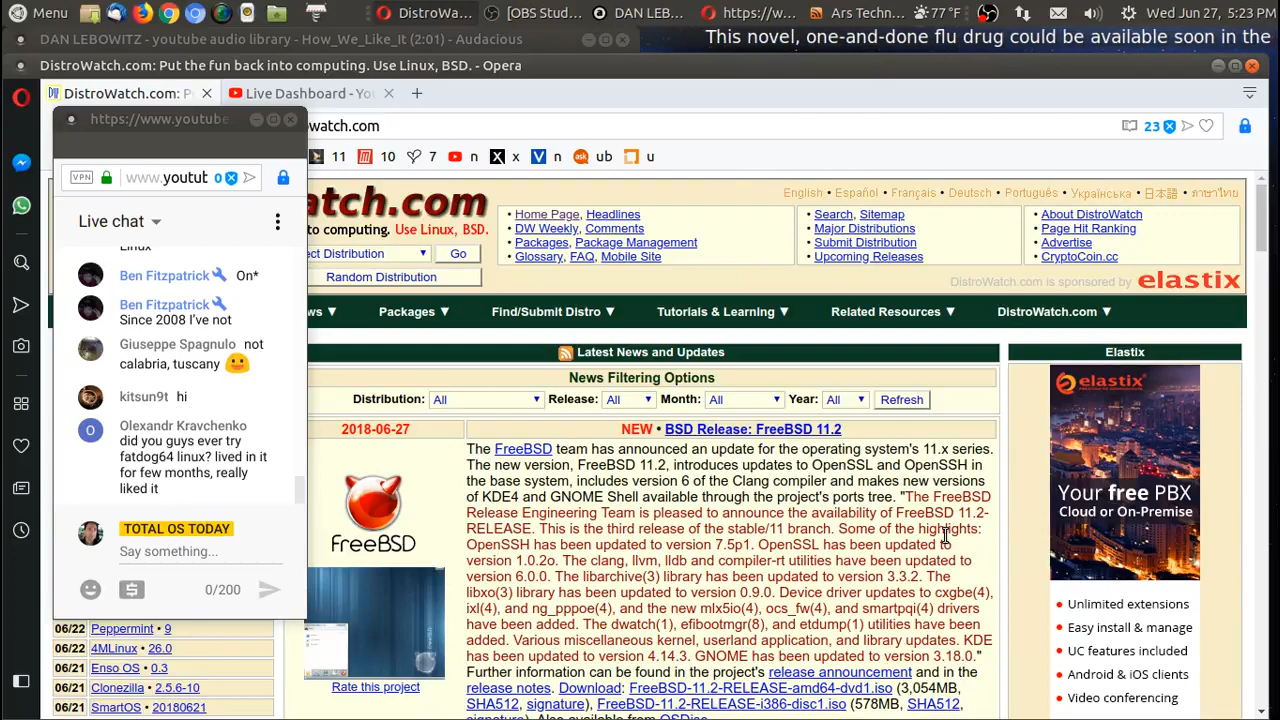 Menu
DistroWa...
[OBS Stud...
DAN LEB...
https://w...
Ars Techn...
77 °F
Wed Jun 27, 5:23 PM
DAN LEBOWITZ - youtube audio library - How_We_Like_It (2:01) - Audacious
This novel, one-and-done flu drug could be available soon in the
DistroWatch.com: Put the fun back into computing. Use Linux, BSD. - Opera
DistroWatch.com: P
Live Dashboard - Yo
https://www.youtube
watch.com
23
11
10
7
n
x
n
ub
u
VPN
www.youtub
0
Live chat
Linux
Ben Fitzpatrick On*
Ben Fitzpatrick
Since 2008 I've not
Giuseppe Spagnulo not
calabria, tuscany
kitsun9t hi
Olexandr Kravchenko
did you guys ever try
fatdog64 linux? lived in it
for few months, really
liked it
TOTAL OS TODAY
Say something...
0/200
English • Español • Français • Deutsch • Português • Українська • 日本語 • ภาษาไทย
atch.com
to computing. Use Linux, BSD.
ect Distribution
Go
Random Distribution
• Home Page, Headlines
• DW Weekly, Comments
• Packages, Package Management
• Glossary, FAQ, Mobile Site
• Search, Sitemap
• Major Distributions
• Submit Distribution
• Upcoming Releases
• About DistroWatch
• Page Hit Ranking
• Advertise
• CryptoCoin.cc
DistroWatch.com is sponsored by elastix
ws ▼
Packages ▼
Find/Submit Distro ▼
Tutorials & Learning ▼
Related Resources ▼
DistroWatch.com ▼
Latest News and Updates
News Filtering Options
Distribution: All Release: All Month: All Year: All Refresh
2018-06-27
NEW • BSD Release: FreeBSD 11.2
FreeBSD
Rate this project
The FreeBSD team has announced an update for the operating system's 11.x series.
The new version, FreeBSD 11.2, introduces updates to OpenSSL and OpenSSH in
the base system, includes version 6 of the Clang compiler and makes new versions
of KDE4 and GNOME Shell available through the project's ports tree. "The FreeBSD
Release Engineering Team is pleased to announce the availability of FreeBSD 11.2-
RELEASE. This is the third release of the stable/11 branch. Some of the highlights:
OpenSSH has been updated to version 7.5p1. OpenSSL has been updated to
version 1.0.2o. The clang, llvm, lldb and compiler-rt utilities have been updated to
version 6.0.0. The libarchive(3) library has been updated to version 3.3.2. The
libxo(3) library has been updated to version 0.9.0. Device driver updates to cxgbe(4),
ixl(4), and ng_pppoe(4), and the new mlx5io(4), ocs_fw(4), and smartpqi(4) drivers
have been added. The dwatch(1), efibootmgr(8), and etdump(1) utilities have been
added. Various miscellaneous kernel, userland application, and library updates. KDE
has been updated to version 4.14.3. GNOME has been updated to version 3.18.0."
Further information can be found in the project's release announcement and in the
release notes. Download: FreeBSD-11.2-RELEASE-amd64-dvd1.iso (3,054MB,
SHA512, signature), FreeBSD-11.2-RELEASE-i386-disc1.iso (578MB, SHA512,
signature). Also available from OSDisc.
06/22 Peppermint • 9
06/22 4MLinux • 26.0
06/21 Enso OS • 0.3
06/21 Clonezilla • 2.5.6-10
06/21 SmartOS • 20180621
Elastix
elastix
Your free PBX
Cloud or On-Premise
• Unlimited extensions
• Easy install & manage
• UC features included
• Android & iOS clients
• Video conferencing